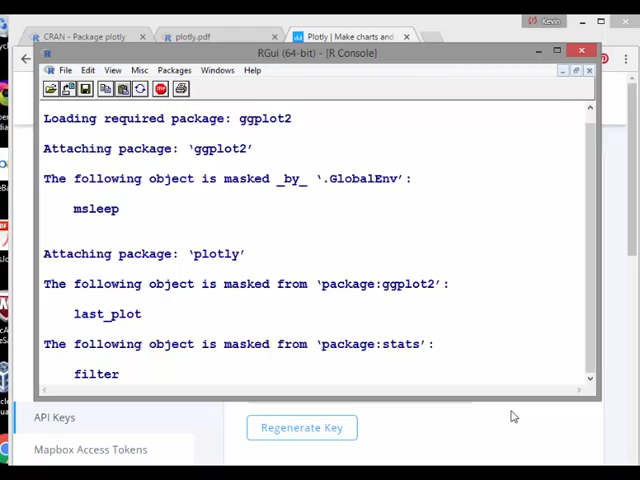 Kevin
CRAN - Package plotly
plotly.pdf
Plotly | Make charts and
RGui (64-bit) - [R Console]
File Edit View Misc Packages Windows Help
STOP
Loading required package: ggplot2
Attaching package: ‘ggplot2’
The following object is masked _by_ ‘.GlobalEnv’:
msleep
Attaching package: ‘plotly’
The following object is masked from ‘package:ggplot2’:
last_plot
The following object is masked from ‘package:stats’:
filter
API Keys
Regenerate Key
Mapbox Access Tokens